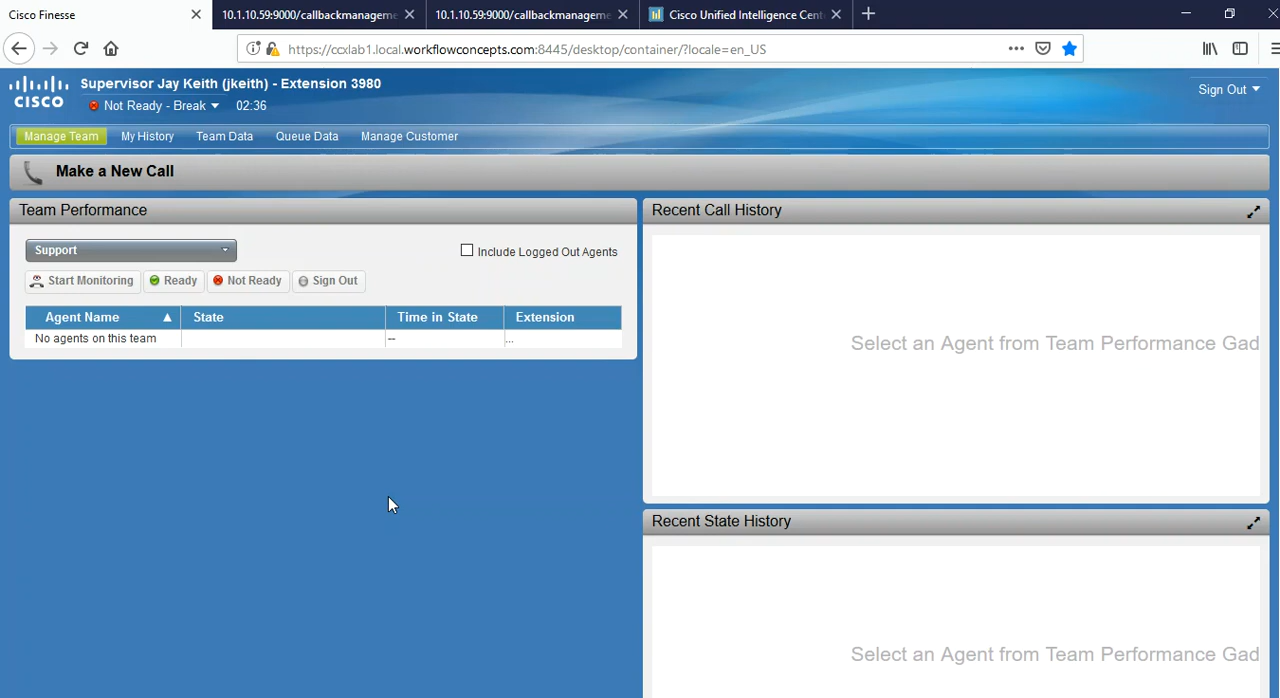 Cisco Finesse
10.1.10.59:9000/callbackmanageme
10.1.10.59:9000/callbackmanageme
Cisco Unified Intelligence Cent
https://ccxlab1.local.workflowconcepts.com:8445/desktop/container/?locale=en_US
CISCO
Supervisor Jay Keith (jkeith) - Extension 3980
Not Ready - Break 02:36
Sign Out
Manage Team My History Team Data Queue Data Manage Customer
Make a New Call
Team Performance
Support
Include Logged Out Agents
Start Monitoring Ready Not Ready Sign Out
Agent Name ▲ State Time in State Extension
No agents on this team -- ...
Recent Call History
Select an Agent from Team Performance Gad
Recent State History
Select an Agent from Team Performance Gad